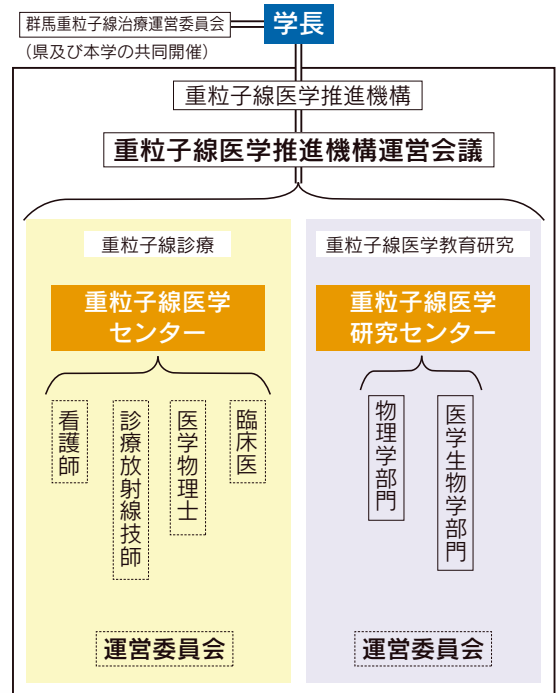 群馬重粒子線治療運営委員会
学長
（県及び本学の共同開催）
重粒子線医学推進機構
重粒子線医学推進機構運営会議
重粒子線診療
重粒子線医学
センター
看護師
診療放射線技師
医学物理士
臨床医
運営委員会
重粒子線医学教育研究
重粒子線医学
研究センター
物理学部門
医学生物学部門
運営委員会